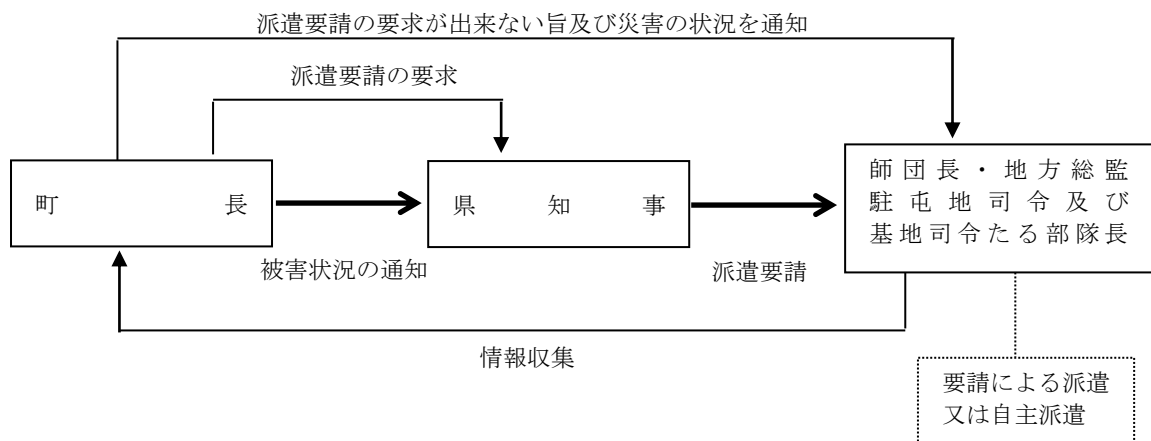 派遣要請の要求が出来ない旨及び災害の状況を通知
派遣要請の要求
町長
県知事
師団長・地方総監
駐屯地司令及び
基地司令たる部隊長
被害状況の通知
派遣要請
情報収集
要請による派遣
又は自主派遣